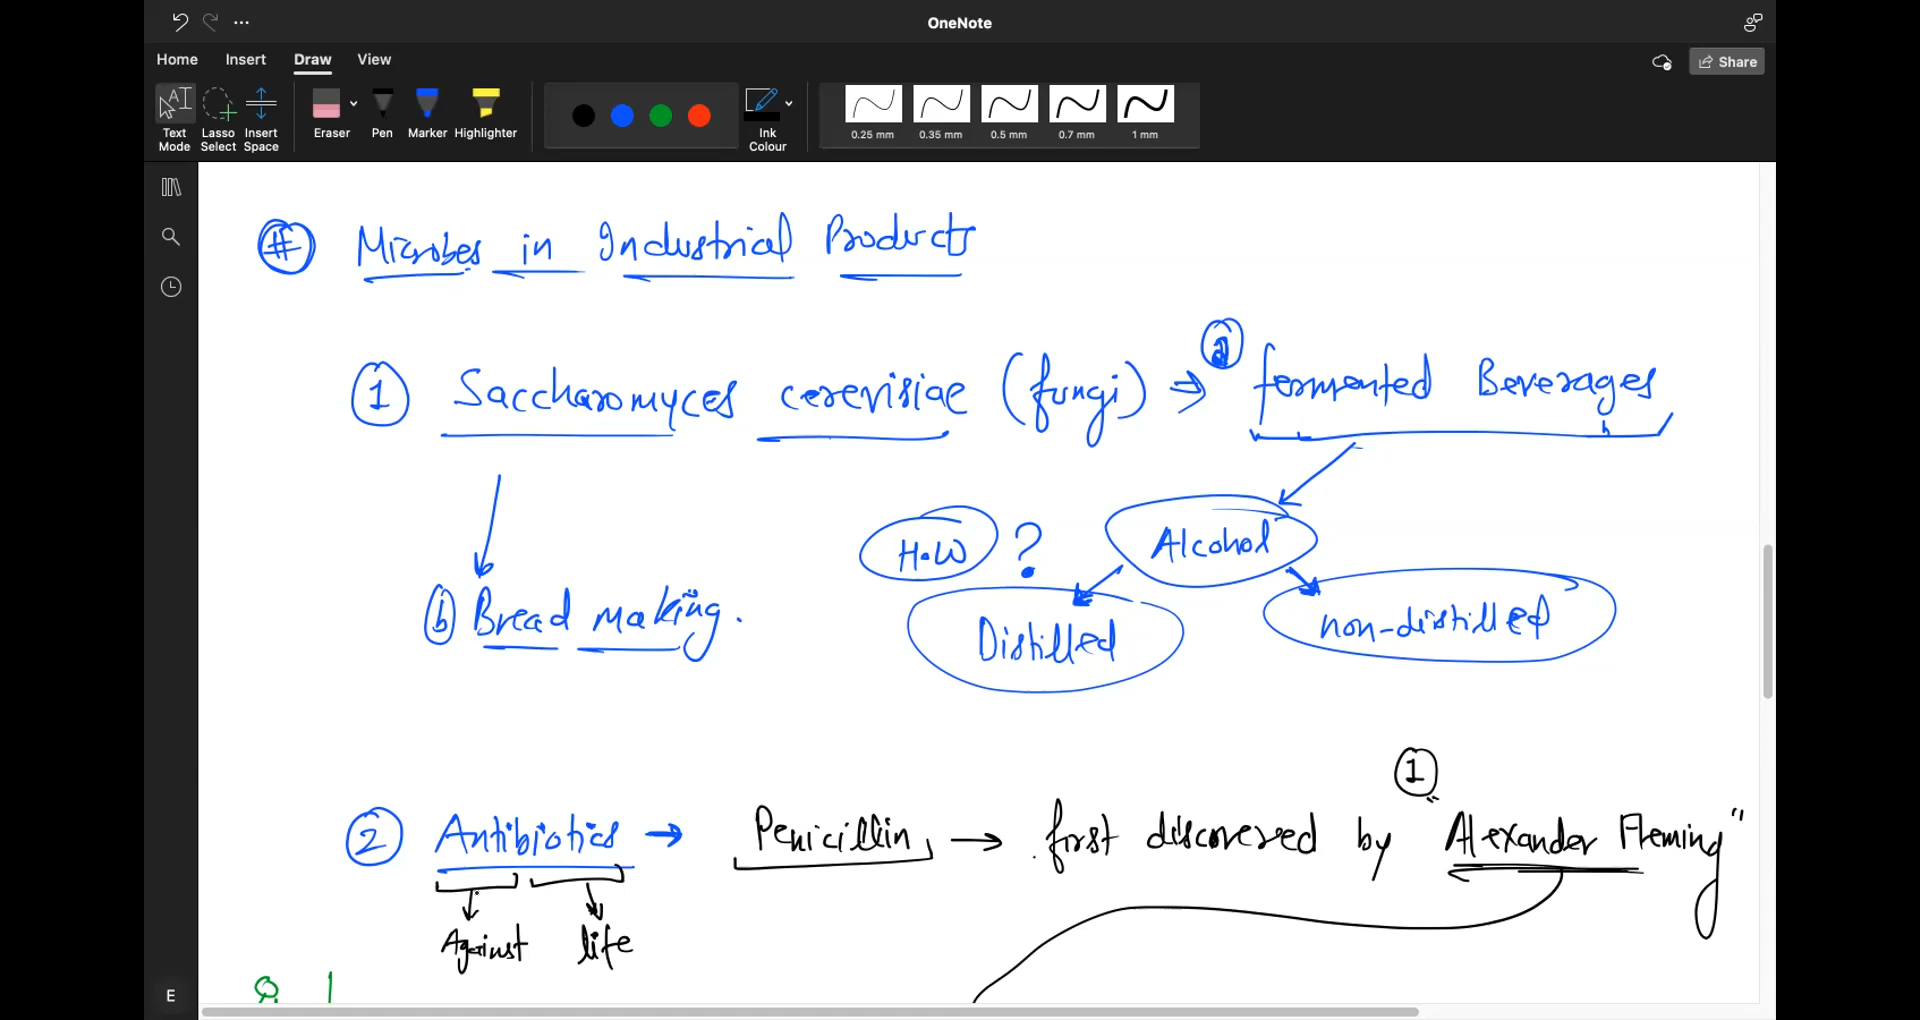 OneNote
Home Insert Draw View
Share
Text Mode
Lasso Select
Insert Space
Eraser
Pen
Marker
Highlighter
Ink Colour
0.25 mm
0.35 mm
0.5 mm
0.7 mm
1 mm
# Microbes in Industrial Products
1 Saccharomyces cerevisiae (fungi) → a fermented Beverages
H.W ? Alcohol
b Bread making.
Distilled non-distilled
1
2 Antibiotics → Penicillin → first discovered by "Alexander Fleming"
Against life
E